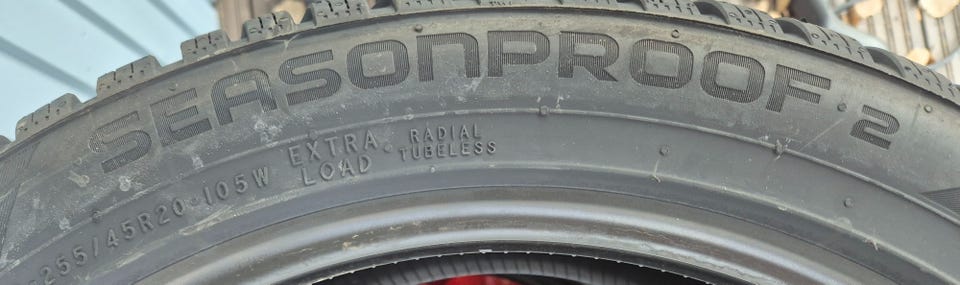 SEASONPROOF 2
255/45R20 105W
EXTRA LOAD
RADIAL TUBELESS